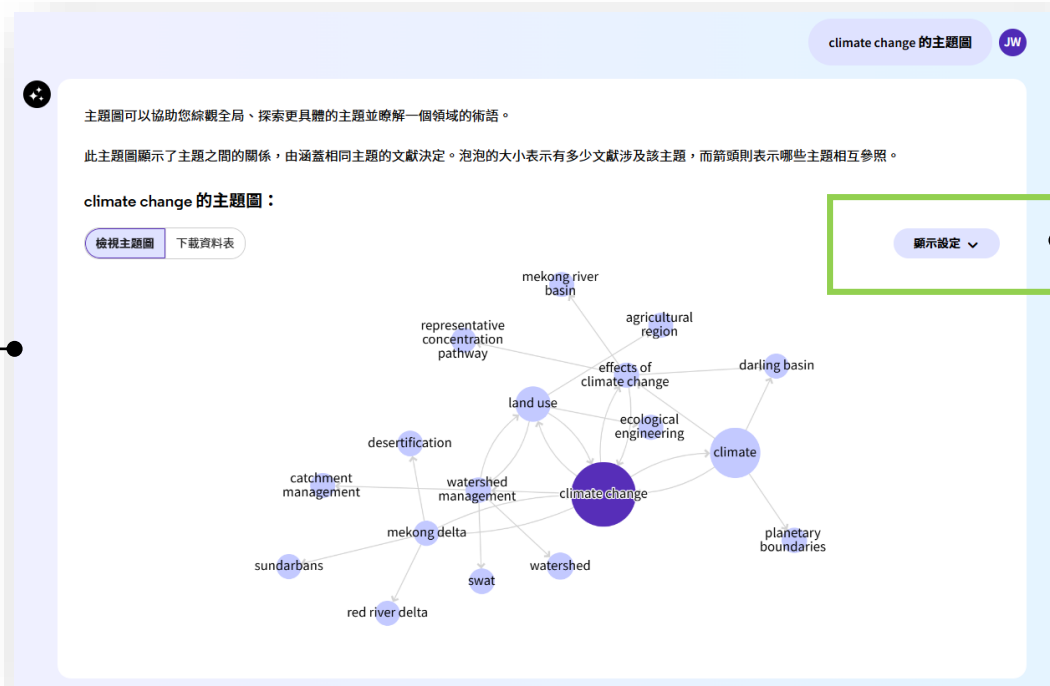 climate change 的主題圖
JW
主題圖可以協助您綜觀全局、探索更具體的主題並瞭解一個領域的術語。
此主題圖顯示了主題之間的關係，由涵蓋相同主題的文獻決定。泡泡的大小表示有多少文獻涉及該主題，而箭頭則表示哪些主題相互參照。
climate change 的主題圖：
檢視主題圖
下載資料表
顯示設定
mekong river
basin
agricultural
region
representative
concentration
pathway
effects of
climate change
darling basin
land use
ecological
engineering
desertification
climate
catchment
management
watershed
management
climate change
mekong delta
planetary
boundaries
sundarbans
watershed
swat
red river delta